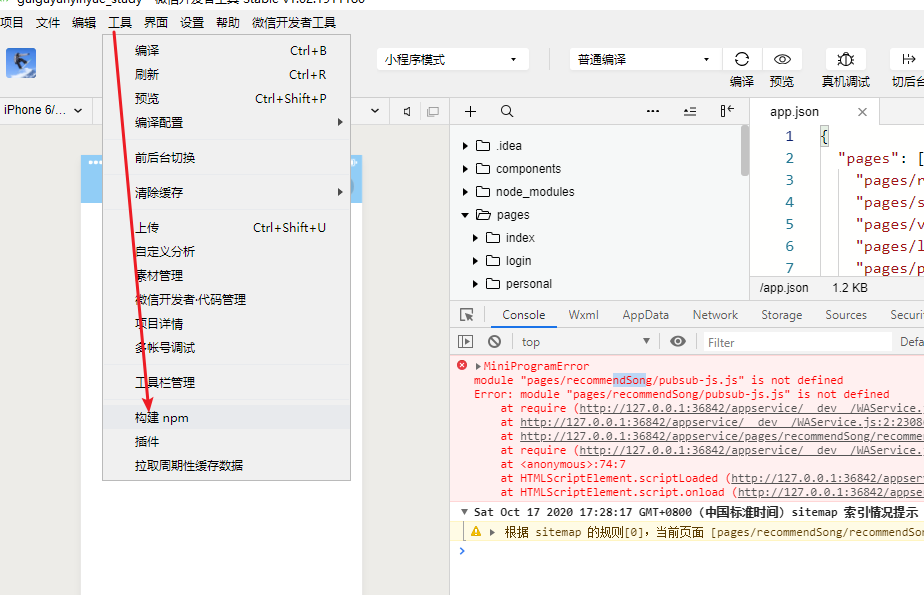 guiguyunyinyue_study - 微信开发者工具 Stable v1.02.1911180
项目 文件 编辑 工具 界面 设置 帮助 微信开发者工具
小程序模式 普通编译
编译 预览 真机调试 切后台
iPhone 6/...
编译 Ctrl+B
刷新 Ctrl+R
预览 Ctrl+Shift+P
编译配置
前后台切换
清除缓存
上传 Ctrl+Shift+U
自定义分析
素材管理
微信开发者·代码管理
项目详情
多帐号调试
工具栏管理
构建 npm
插件
拉取周期性缓存数据
.idea
components
node_modules
pages
index
login
personal
app.json
1 {
2 "pages": [
3 "pages/
4 "pages/s
5 "pages/v
6 "pages/l
7 "pages/p
/app.json 1.2 KB
Console Wxml AppData Network Storage Sources Securi
top Filter Defa
MiniProgramError
module "pages/recommendSong/pubsub-js.js" is not defined
Error: module "pages/recommendSong/pubsub-js.js" is not defined
at require (http://127.0.0.1:36842/appservice/__dev__/WAService.
at http://127.0.0.1:36842/appservice/__dev__/WAService.js:2:2308
at http://127.0.0.1:36842/appservice/pages/recommendSong/recomme
at require (http://127.0.0.1:36842/appservice/__dev__/WAService.
at <anonymous>:74:7
at HTMLScriptElement.scriptLoaded (http://127.0.0.1:36842/appser
at HTMLScriptElement.script.onload (http://127.0.0.1:36842/appse
Sat Oct 17 2020 17:28:17 GMT+0800 (中国标准时间) sitemap 索引情况提示
根据 sitemap 的规则[0]，当前页面 [pages/recommendSong/recommendSon